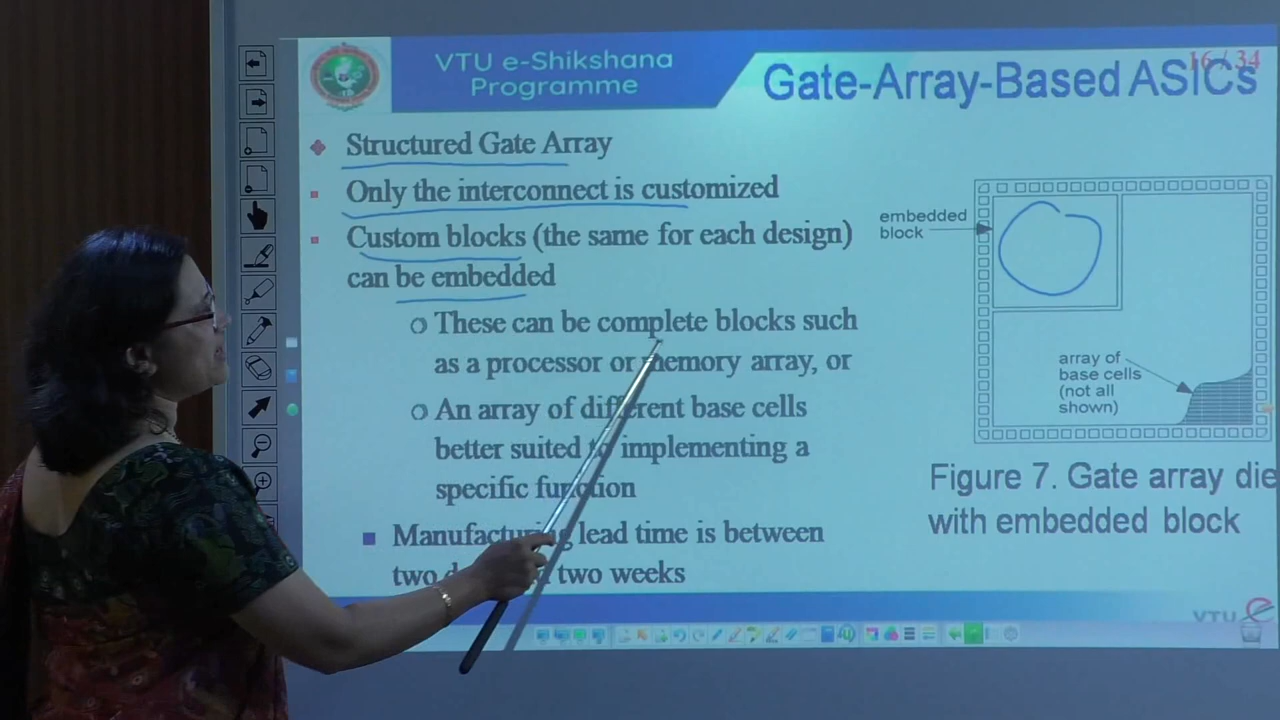 VTU e-Shikshana
Programme
Gate-Array-Based ASICs
16 / 34
Structured Gate Array
Only the interconnect is customized
Custom blocks (the same for each design)
can be embedded
These can be complete blocks such
as a processor or memory array, or
An array of different base cells
better suited to implementing a
specific function
Manufacturing lead time is between
two two weeks
embedded
block
array of
base cells
(not all
shown)
Figure 7. Gate array die
with embedded block
VTU e